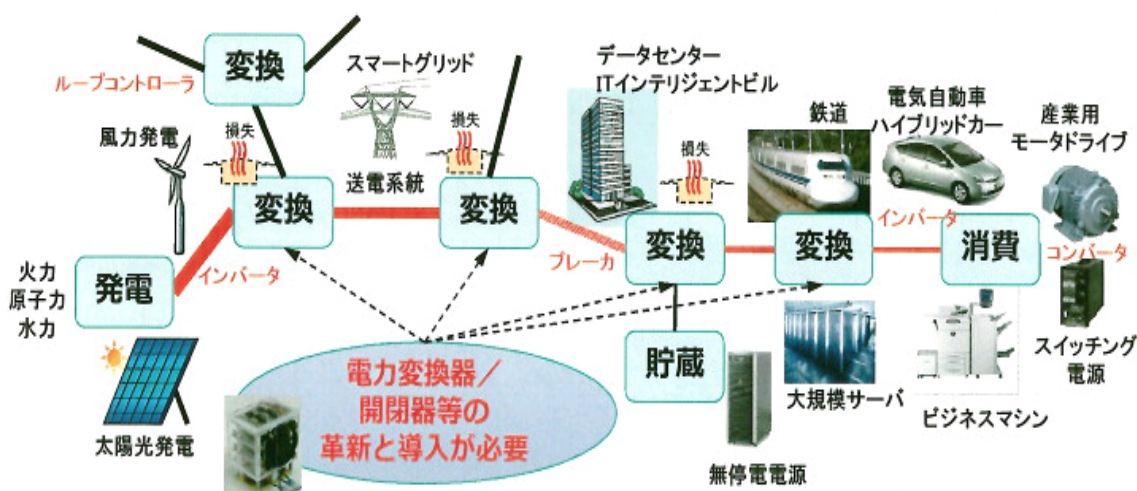 変換
ループコントローラ
スマートグリッド
データセンター
ITインテリジェントビル
鉄道
電気自動車
ハイブリッドカー
産業用
モータドライブ
風力発電
損失
損失
損失
変換
送電系統
変換
変換
変換
インバータ
消費
コンバータ
ブレーカ
火力
原子力
水力
発電
インバータ
太陽光発電
電力変換器／
開閉器等の
革新と導入が必要
貯蔵
無停電電源
大規模サーバ
ビジネスマシン
スイッチング
電源